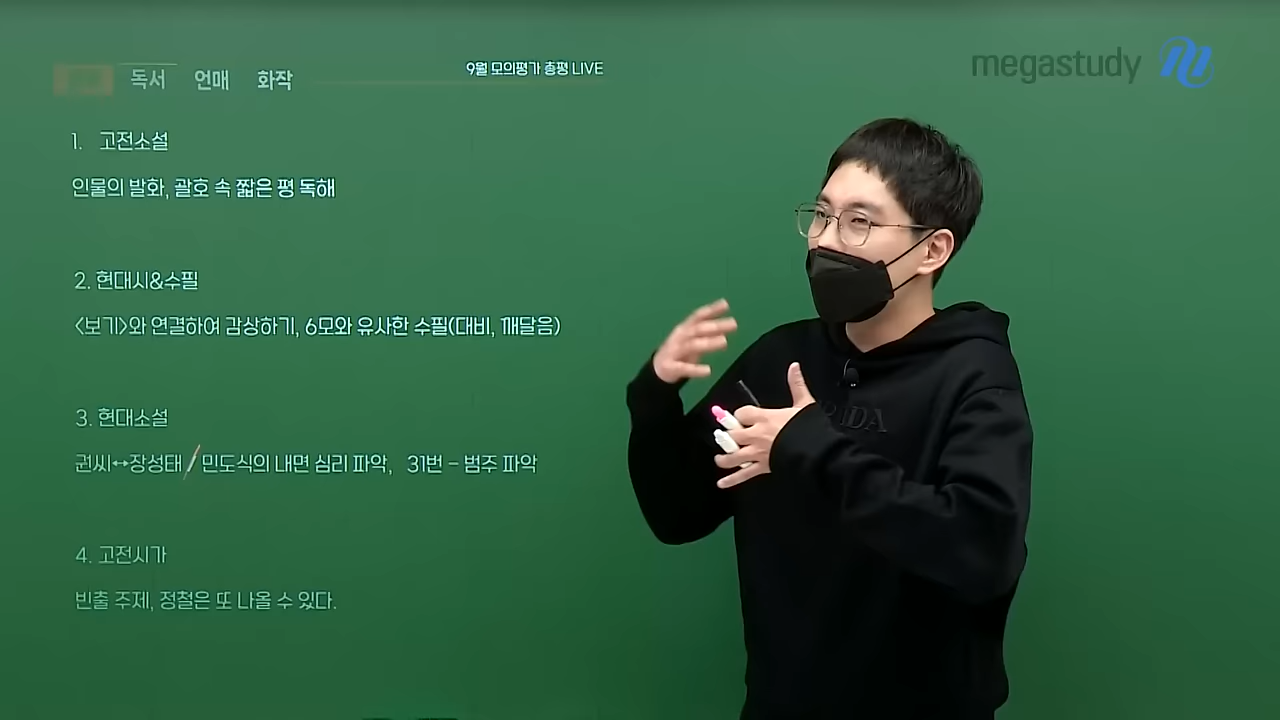 독서 언매 화작
9월 모의평가 총평 LIVE
megastudy
1. 고전소설
인물의 발화, 괄호 속 짧은 평 독해
2. 현대시&수필
<보기>와 연결하여 감상하기, 6모와 유사한 수필(대비, 깨달음)
3. 현대소설
권씨↔장성태 / 민도식의 내면 심리 파악, 31번 - 범주 파악
4. 고전시가
빈출 주제, 정철은 또 나올 수 있다.